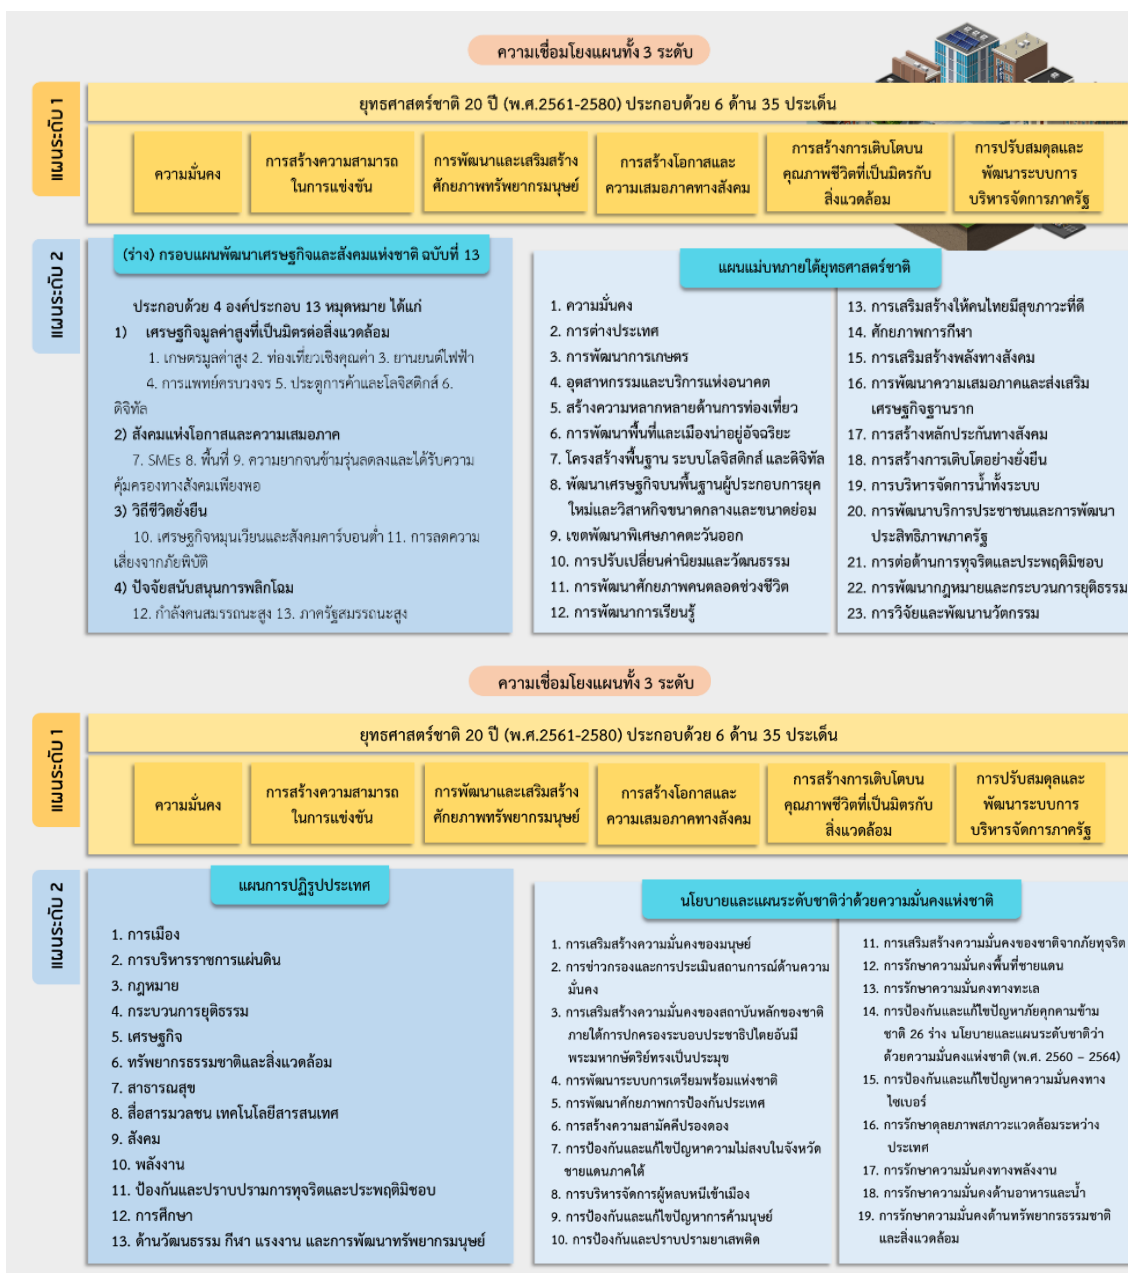 ความเชื่อมโยงแผนทั้ง 3 ระดับ
แผนระดับ 1
ยุทธศาสตร์ชาติ 20 ปี (พ.ศ.2561-2580) ประกอบด้วย 6 ด้าน 35 ประเด็น
ความมั่นคง
การสร้างความสามารถ
ในการแข่งขัน
การพัฒนาและเสริมสร้าง
ศักยภาพทรัพยากรมนุษย์
การสร้างโอกาสและ
ความเสมอภาคทางสังคม
การสร้างการเติบโตบน
คุณภาพชีวิตที่เป็นมิตรกับ
สิ่งแวดล้อม
การปรับสมดุลและ
พัฒนาระบบการ
บริหารจัดการภาครัฐ
แผนระดับ 2
(ร่าง) กรอบแผนพัฒนาเศรษฐกิจและสังคมแห่งชาติ ฉบับที่ 13
ประกอบด้วย 4 องค์ประกอบ 13 หมุดหมาย ได้แก่
1) เศรษฐกิจมูลค่าสูงที่เป็นมิตรต่อสิ่งแวดล้อม
1. เกษตรมูลค่าสูง 2. ท่องเที่ยวเชิงคุณค่า 3. ยานยนต์ไฟฟ้า
4. การแพทย์ครบวงจร 5. ประตูการค้าและโลจิสติกส์ 6.
ดิจิทัล
2) สังคมแห่งโอกาสและความเสมอภาค
7. SMEs 8. พื้นที่ 9. ความยากจนข้ามรุ่นลดลงและได้รับความ
คุ้มครองทางสังคมเพียงพอ
3) วิถีชีวิตยั่งยืน
10. เศรษฐกิจหมุนเวียนและสังคมคาร์บอนต่ำ 11. การลดความ
เสี่ยงจากภัยพิบัติ
4) ปัจจัยสนับสนุนการพลิกโฉม
12. กำลังคนสมรรถนะสูง 13. ภาครัฐสมรรถนะสูง
แผนแม่บทภายใต้ยุทธศาสตร์ชาติ
1. ความมั่นคง
2. การต่างประเทศ
3. การพัฒนาการเกษตร
4. อุตสาหกรรมและบริการแห่งอนาคต
5. สร้างความหลากหลายด้านการท่องเที่ยว
6. การพัฒนาพื้นที่และเมืองน่าอยู่อัจฉริยะ
7. โครงสร้างพื้นฐาน ระบบโลจิสติกส์ และดิจิทัล
8. พัฒนาเศรษฐกิจบนพื้นฐานผู้ประกอบการยุค
ใหม่และวิสาหกิจขนาดกลางและขนาดย่อม
9. เขตพัฒนาพิเศษภาคตะวันออก
10. การปรับเปลี่ยนค่านิยมและวัฒนธรรม
11. การพัฒนาศักยภาพคนตลอดช่วงชีวิต
12. การพัฒนาการเรียนรู้
13. การเสริมสร้างให้คนไทยมีสุขภาวะที่ดี
14. ศักยภาพการกีฬา
15. การเสริมสร้างพลังทางสังคม
16. การพัฒนาความเสมอภาคและส่งเสริม
เศรษฐกิจฐานราก
17. การสร้างหลักประกันทางสังคม
18. การสร้างการเติบโตอย่างยั่งยืน
19. การบริหารจัดการน้ำทั้งระบบ
20. การพัฒนาบริการประชาชนและการพัฒนา
ประสิทธิภาพภาครัฐ
21. การต่อต้านการทุจริตและประพฤติมิชอบ
22. การพัฒนากฎหมายและกระบวนการยุติธรรม
23. การวิจัยและพัฒนานวัตกรรม
ความเชื่อมโยงแผนทั้ง 3 ระดับ
แผนระดับ 1
ยุทธศาสตร์ชาติ 20 ปี (พ.ศ.2561-2580) ประกอบด้วย 6 ด้าน 35 ประเด็น
ความมั่นคง
การสร้างความสามารถ
ในการแข่งขัน
การพัฒนาและเสริมสร้าง
ศักยภาพทรัพยากรมนุษย์
การสร้างโอกาสและ
ความเสมอภาคทางสังคม
การสร้างการเติบโตบน
คุณภาพชีวิตที่เป็นมิตรกับ
สิ่งแวดล้อม
การปรับสมดุลและ
พัฒนาระบบการ
บริหารจัดการภาครัฐ
แผนระดับ 2
แผนการปฏิรูปประเทศ
1. การเมือง
2. การบริหารราชการแผ่นดิน
3. กฎหมาย
4. กระบวนการยุติธรรม
5. เศรษฐกิจ
6. ทรัพยากรธรรมชาติและสิ่งแวดล้อม
7. สาธารณสุข
8. สื่อสารมวลชน เทคโนโลยีสารสนเทศ
9. สังคม
10. พลังงาน
11. ป้องกันและปราบปรามการทุจริตและประพฤติมิชอบ
12. การศึกษา
13. ด้านวัฒนธรรม กีฬา แรงงาน และการพัฒนาทรัพยากรมนุษย์
นโยบายและแผนระดับชาติว่าด้วยความมั่นคงแห่งชาติ
1. การเสริมสร้างความมั่นคงของมนุษย์
2. การข่าวกรองและการประเมินสถานการณ์ด้านความ
มั่นคง
3. การเสริมสร้างความมั่นคงของสถาบันหลักของชาติ
ภายใต้การปกครองระบอบประชาธิปไตยอันมี
พระมหากษัตริย์ทรงเป็นประมุข
4. การพัฒนาระบบการเตรียมพร้อมแห่งชาติ
5. การพัฒนาศักยภาพการป้องกันประเทศ
6. การสร้างความสามัคคีปรองดอง
7. การป้องกันและแก้ไขปัญหาความไม่สงบในจังหวัด
ชายแดนภาคใต้
8. การบริหารจัดการผู้หลบหนีเข้าเมือง
9. การป้องกันและแก้ไขปัญหาการค้ามนุษย์
10. การป้องกันและปราบปรามยาเสพติด
11. การเสริมสร้างความมั่นคงของชาติจากภัยทุจริต
12. การรักษาความมั่นคงพื้นที่ชายแดน
13. การรักษาความมั่นคงทางทะเล
14. การป้องกันและแก้ไขปัญหาภัยคุกคามข้าม
ชาติ 26 ร่าง นโยบายและแผนระดับชาติว่า
ด้วยความมั่นคงแห่งชาติ (พ.ศ. 2560 – 2564)
15. การป้องกันและแก้ไขปัญหาความมั่นคงทาง
ไซเบอร์
16. การรักษาดุลยภาพสภาวะแวดล้อมระหว่าง
ประเทศ
17. การรักษาความมั่นคงทางพลังงาน
18. การรักษาความมั่นคงด้านอาหารและน้ำ
19. การรักษาความมั่นคงด้านทรัพยากรธรรมชาติ
และสิ่งแวดล้อม